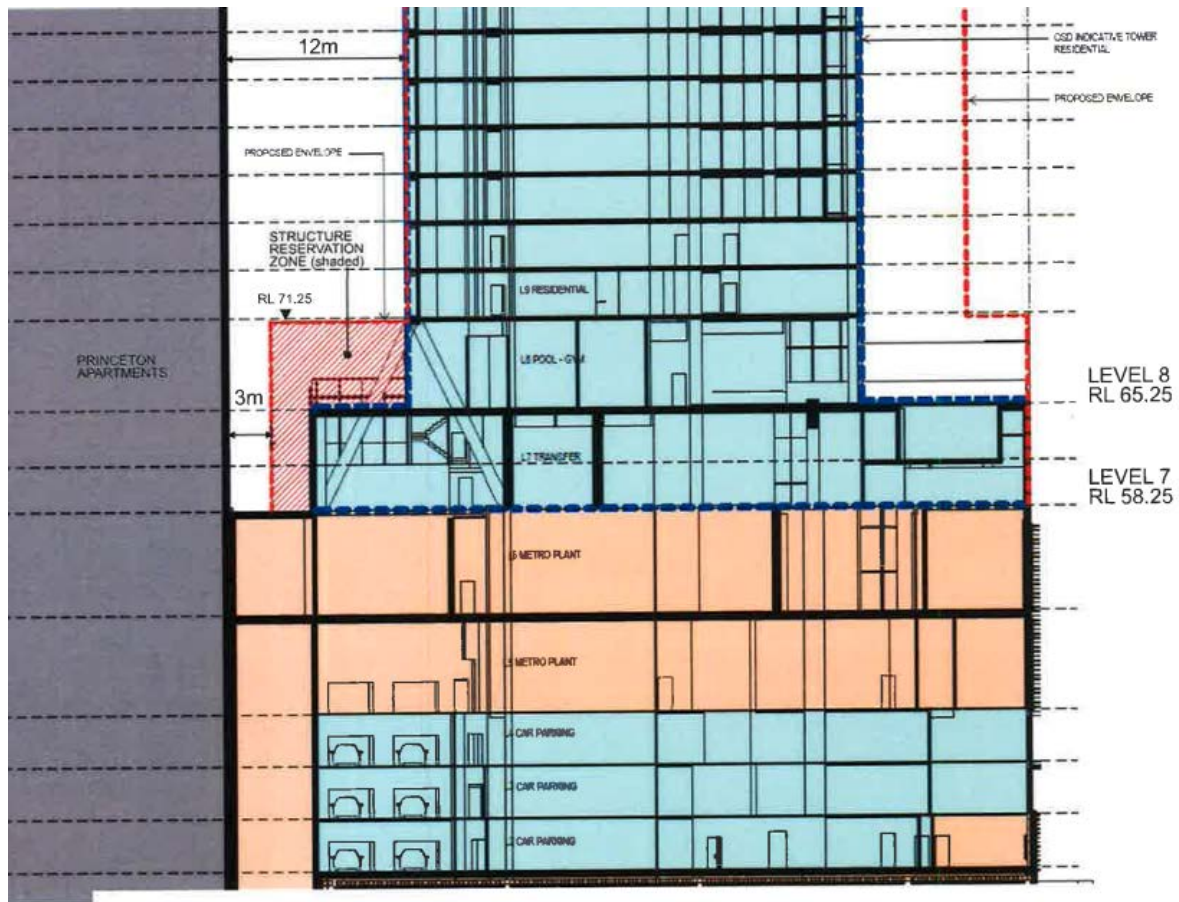 12m
OSD INDICATIVE TOWER
RESIDENTIAL
PROPOSED ENVELOPE
PROPOSED ENVELOPE
STRUCTURE
RESERVATION
ZONE (shaded)
L9 RESIDENTIAL
RL 71.25
L8 POOL - GYM
PRINCETON
APARTMENTS
3m
LEVEL 8
RL 65.25
L7 TRANSFER
LEVEL 7
RL 58.25
METRO PLANT
METRO PLANT
CAR PARKING
CAR PARKING
CAR PARKING